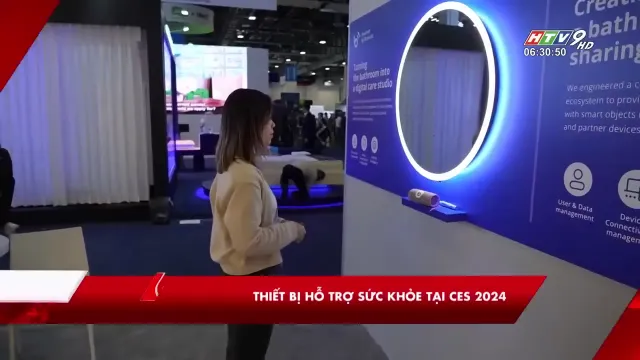 HTV9 HD
06:30:50
Turning
the bathroom into
a digital care studio
Creati
bath
sharing
We engineered a C
ecosystem to provi
with smart objects
and partner devices
User & Data
management
Device
Connectiv
managem
THIẾT BỊ HỖ TRỢ SỨC KHỎE TẠI CES 2024